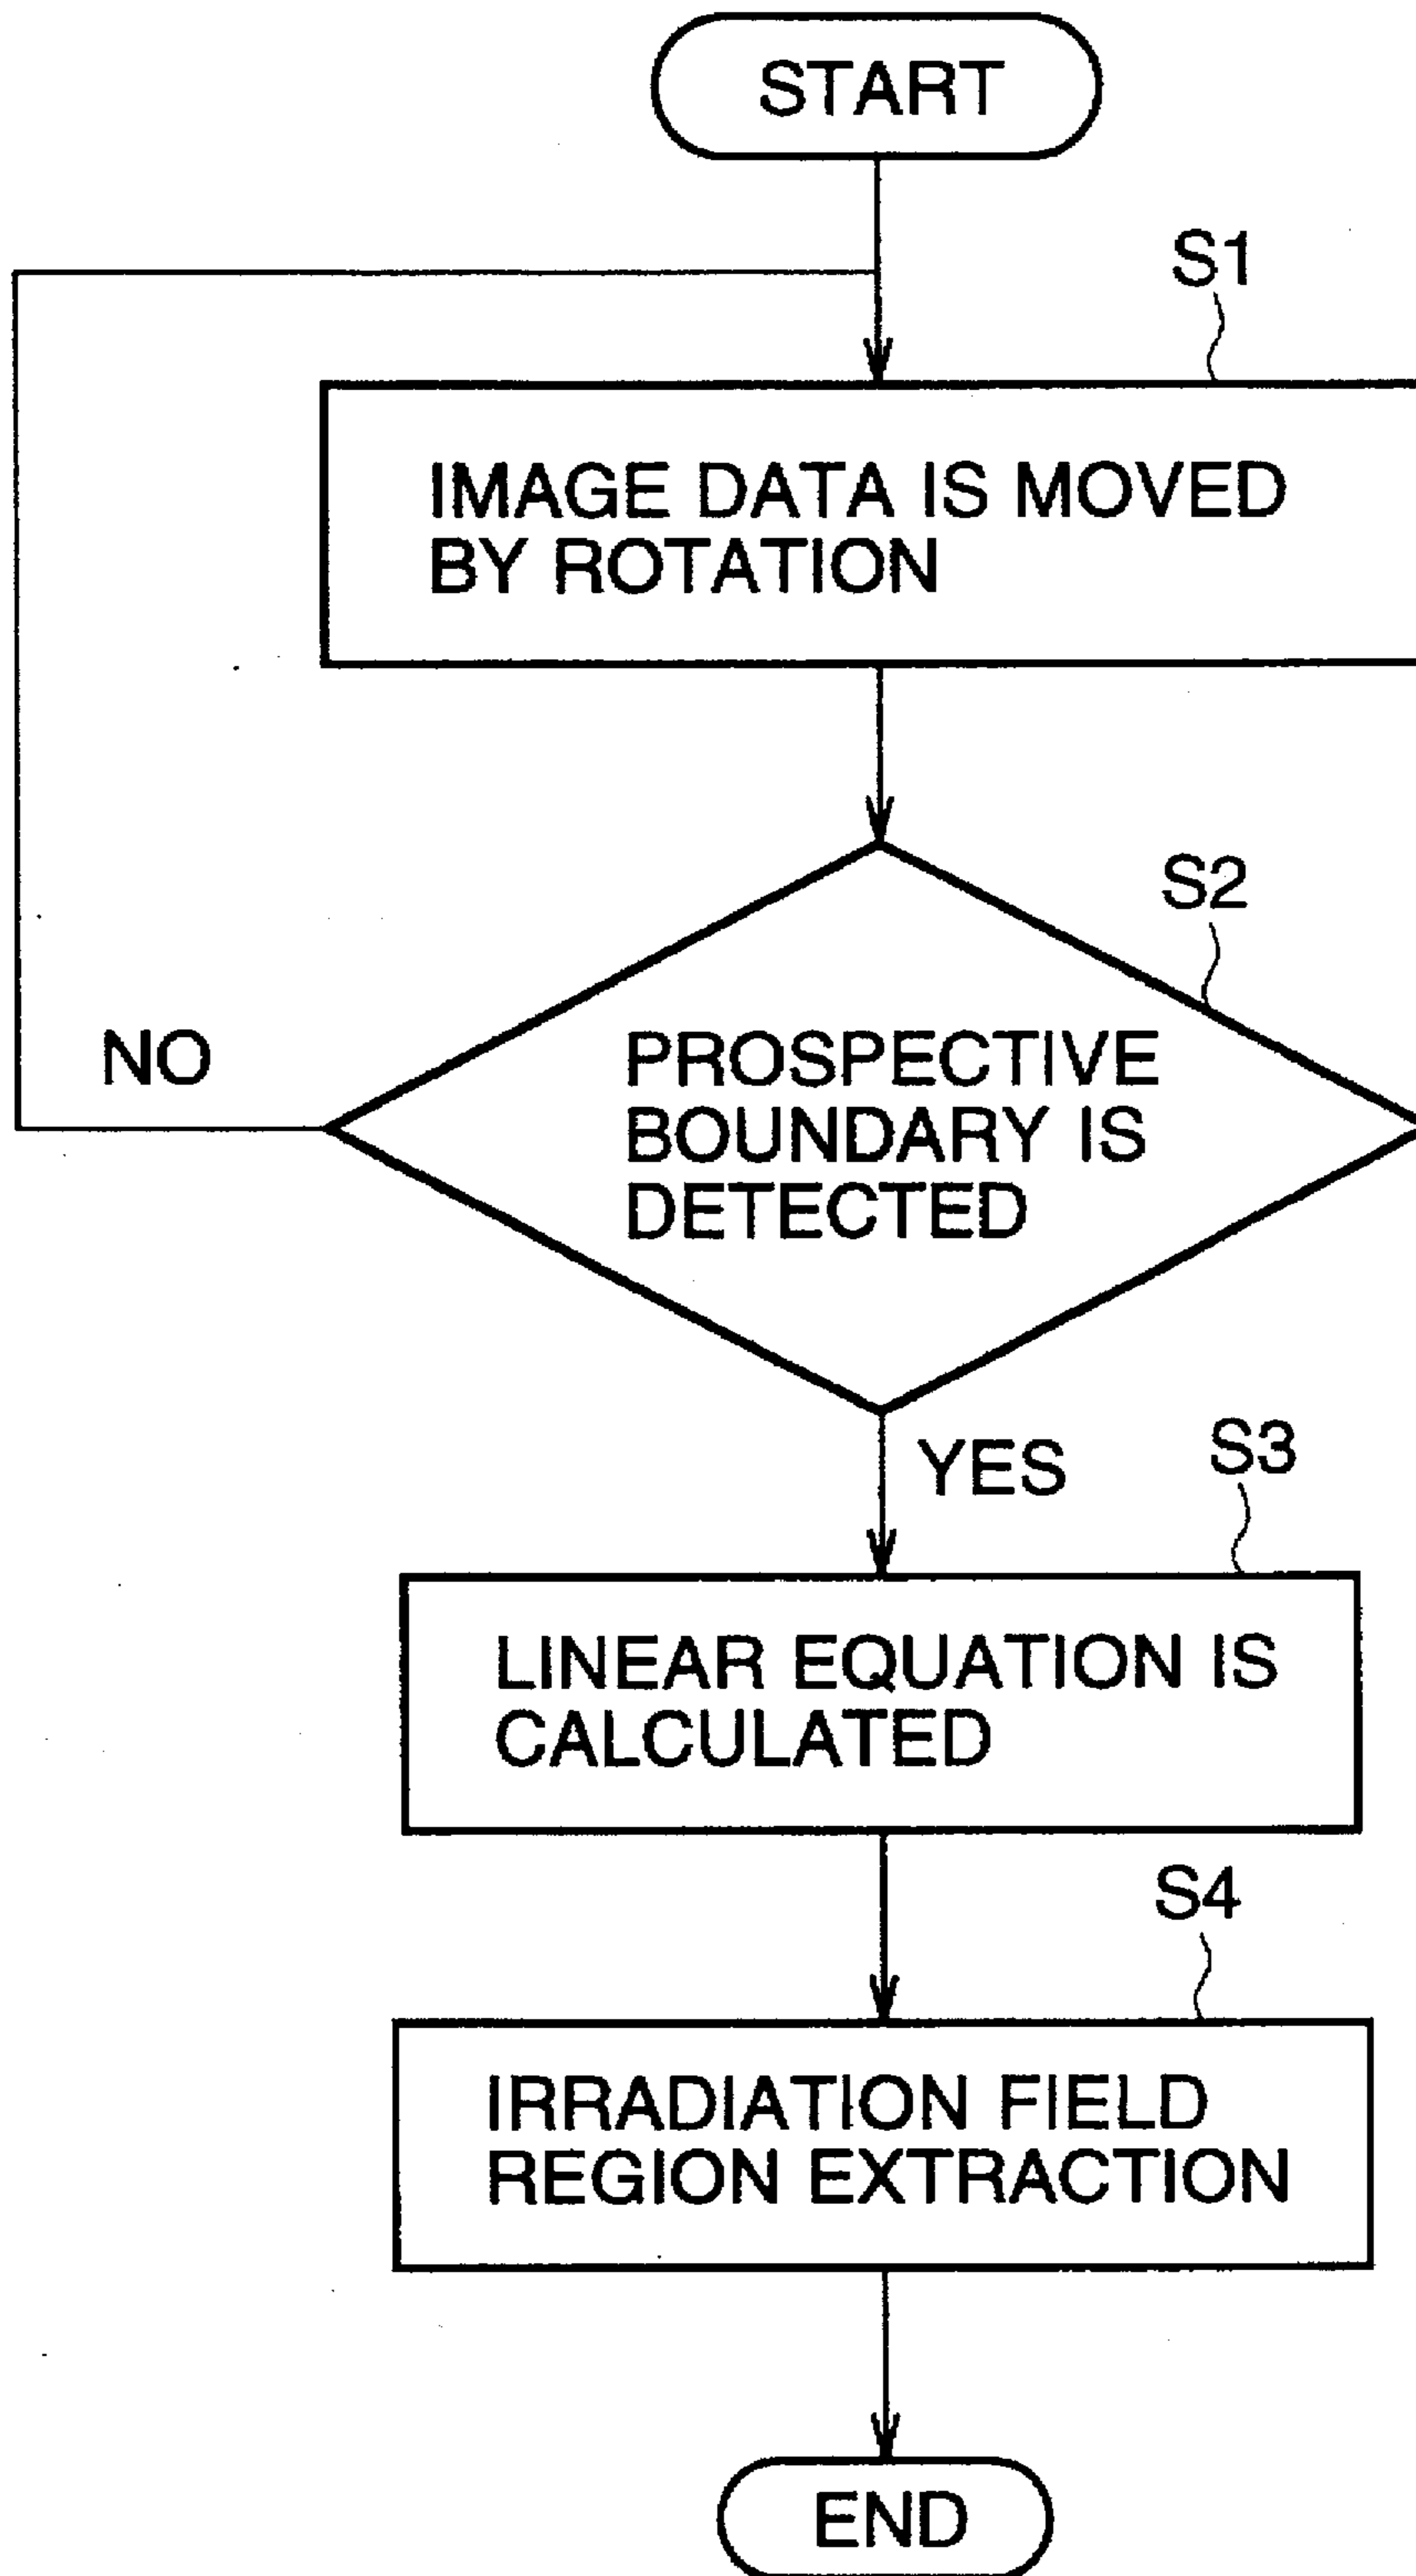 START
S1
IMAGE DATA IS MOVED
BY ROTATION
S2
NO
PROSPECTIVE
BOUNDARY IS
DETECTED
YES
S3
LINEAR EQUATION IS
CALCULATED
S4
IRRADIATION FIELD
REGION EXTRACTION
END